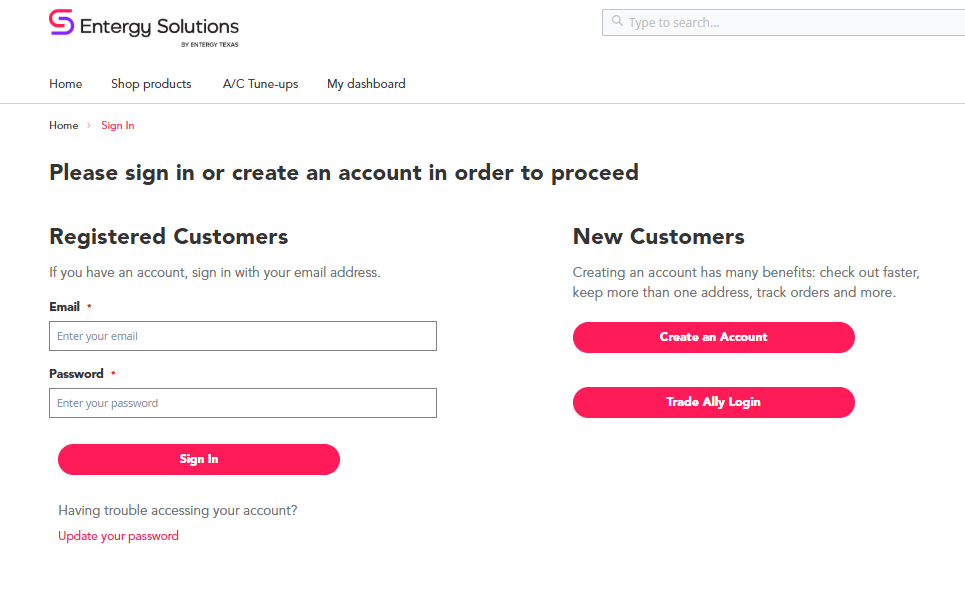 Entergy Solutions
BY ENTERGY TEXAS
Type to search...
Home Shop products A/C Tune-ups My dashboard
Home › Sign In
Please sign in or create an account in order to proceed
Registered Customers
If you have an account, sign in with your email address.
Email *
Enter your email
Password *
Enter your password
Sign In
Having trouble accessing your account?
Update your password
New Customers
Creating an account has many benefits: check out faster,
keep more than one address, track orders and more.
Create an Account
Trade Ally Login